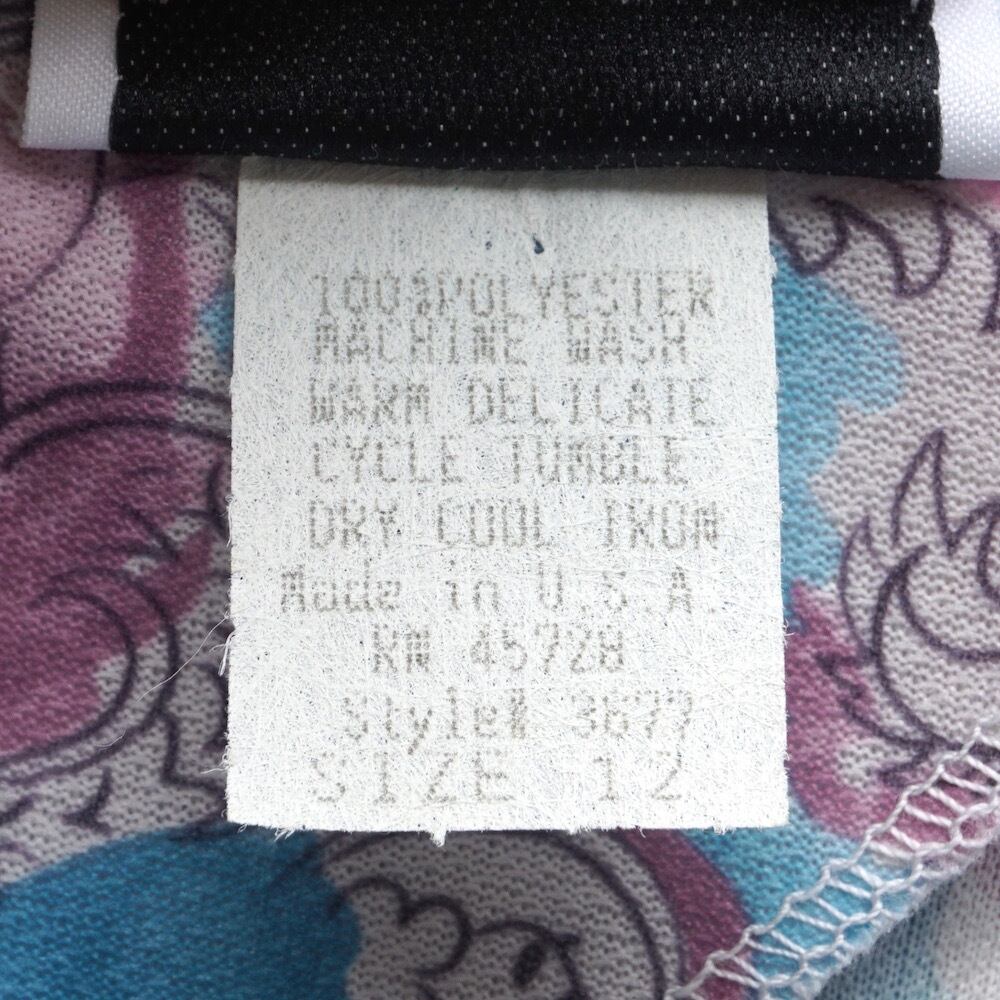 100%POLYESTER
MACHINE WASH
WARM DELICATE
CYCLE TUMBLE
DRY COOL IRON
Made in U.S.A.
RN 45728
Style# 3677
SIZE 12